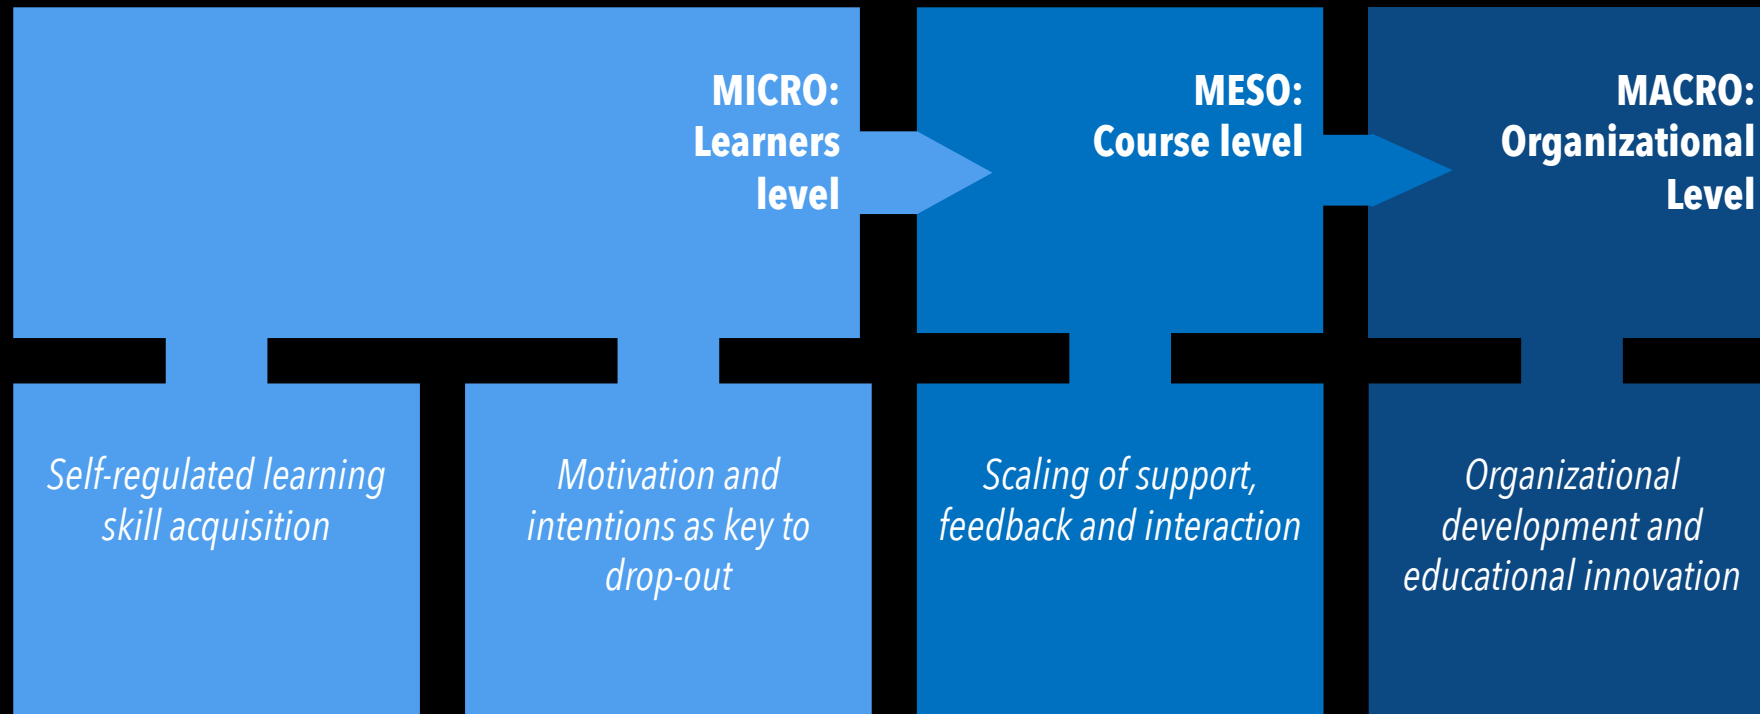 MICRO:
Learners
level
MESO:
Course level
MACRO:
Organizational
Level
Self-regulated learning
skill acquisition
Motivation and
intentions as key to
drop-out
Scaling of support,
feedback and interaction
Organizational
development and
educational innovation